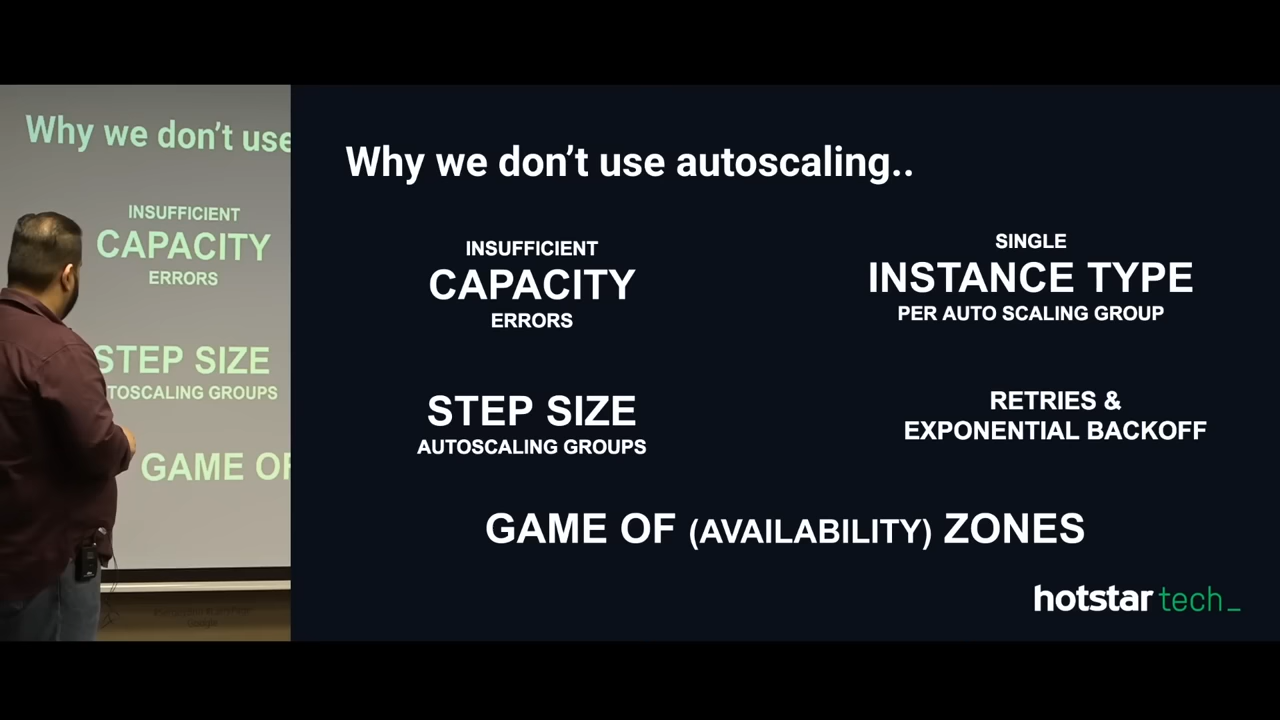 Why we don't use
INSUFFICIENT
CAPACITY
ERRORS
STEP SIZE
TOSCALING GROUPS
GAME OF
Why we don't use autoscaling..
INSUFFICIENT
CAPACITY
ERRORS
SINGLE
INSTANCE TYPE
PER AUTO SCALING GROUP
STEP SIZE
AUTOSCALING GROUPS
RETRIES &
EXPONENTIAL BACKOFF
GAME OF (AVAILABILITY) ZONES
hotstar tech_